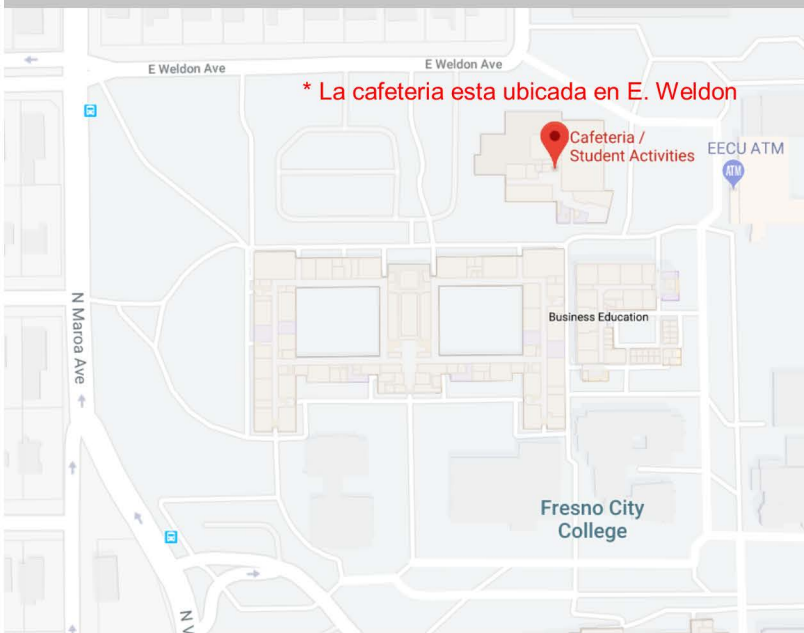 E Weldon Ave
E Weldon Ave
* La cafeteria esta ubicada en E. Weldon
Cafeteria /
Student Activities
EECU ATM
ATM
N Maroa Ave
Business Education
Fresno City
College
N V